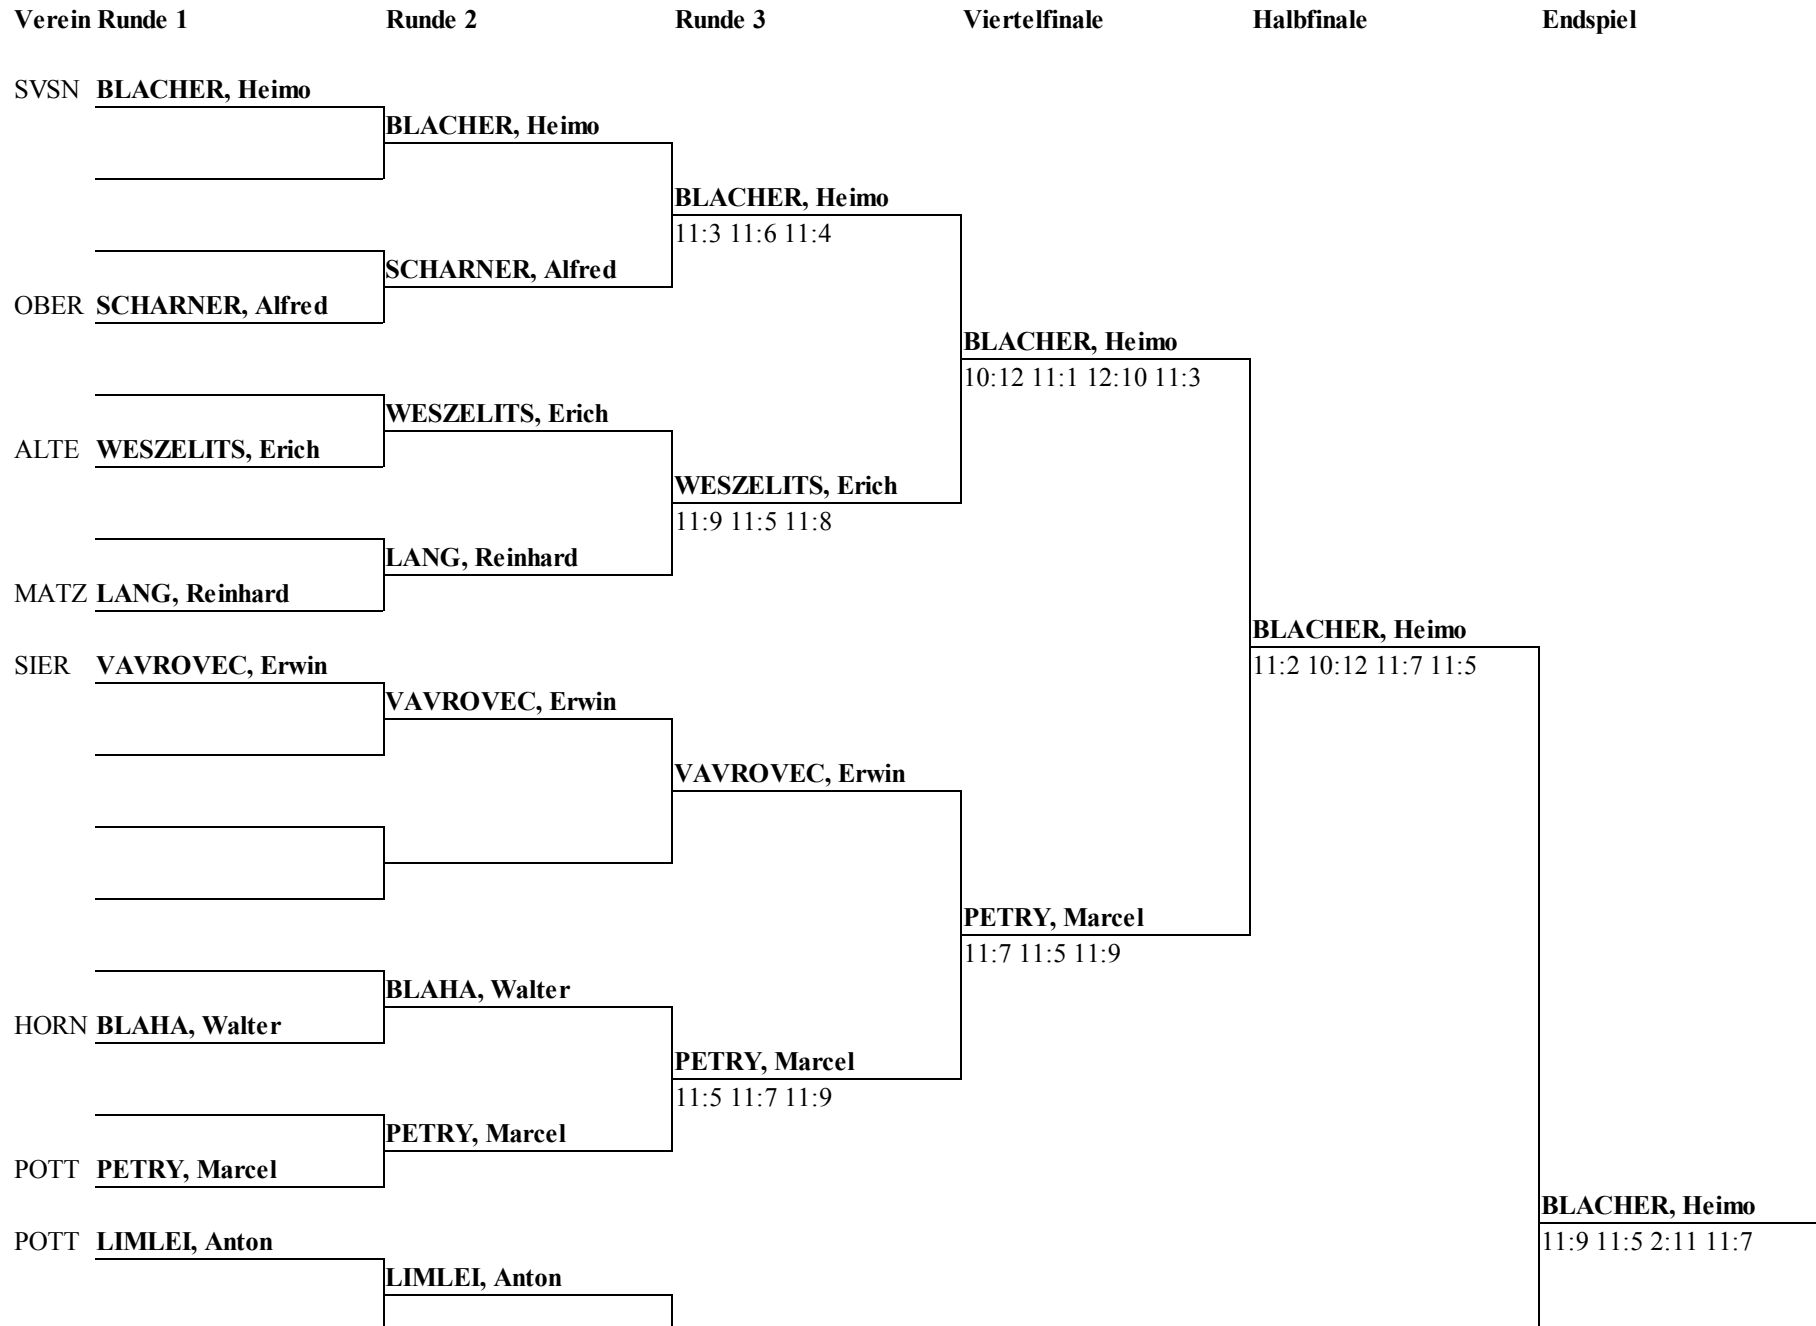 Verein Runde 1 Runde 2 Runde 3 Viertelfinale Halbfinale Endspiel
SVSN BLACHER, Heimo
BLACHER, Heimo
BLACHER, Heimo
11:3 11:6 11:4
SCHARNER, Alfred
OBER SCHARNER, Alfred
BLACHER, Heimo
10:12 11:1 12:10 11:3
WESZELITS, Erich
ALTE WESZELITS, Erich
WESZELITS, Erich
11:9 11:5 11:8
LANG, Reinhard
MATZ LANG, Reinhard
BLACHER, Heimo
SIER VAVROVEC, Erwin
11:2 10:12 11:7 11:5
VAVROVEC, Erwin
VAVROVEC, Erwin
PETRY, Marcel
11:7 11:5 11:9
BLAHA, Walter
HORN BLAHA, Walter
PETRY, Marcel
11:5 11:7 11:9
PETRY, Marcel
POTT PETRY, Marcel
BLACHER, Heimo
POTT LIMLEI, Anton
11:9 11:5 2:11 11:7
LIMLEI, Anton